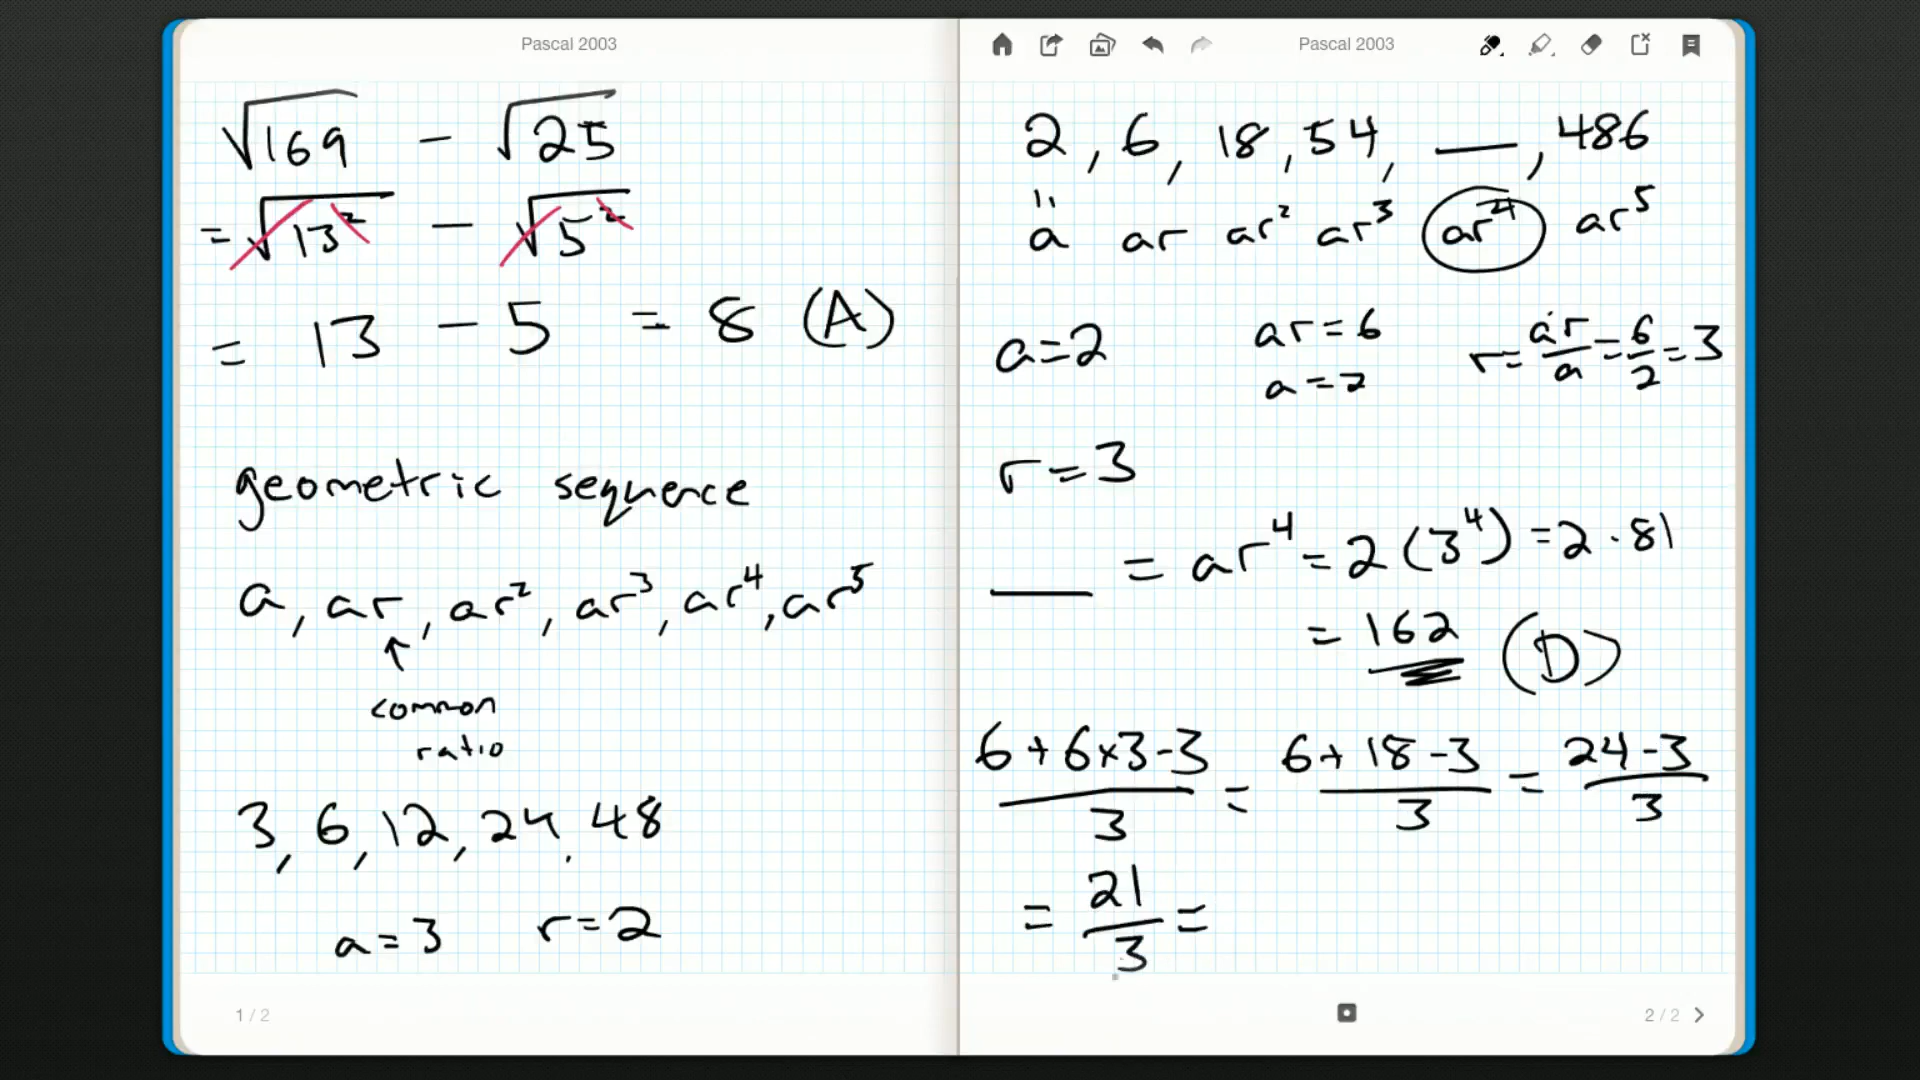 Pascal 2003
√169 - √25
= √13² - √5²
= 13 - 5 = 8 (A)
geometric sequence
a, ar, ar², ar³, ar⁴, ar⁵
↑
common
ratio
3, 6, 12, 24, 48
a = 3 r = 2
1 / 2
Pascal 2003
2, 6, 18, 54, __, 486
a ar ar² ar³ ar⁴ ar⁵
a = 2 ar = 6 r = ar/a = 6/2 = 3
a = 2
r = 3
__ = ar⁴ = 2 (3⁴) = 2 · 81
= 162 (D)
(6 + 6 × 3 - 3)/3 = (6 + 18 - 3)/3 = (24 - 3)/3
= 21/3 =
2 / 2